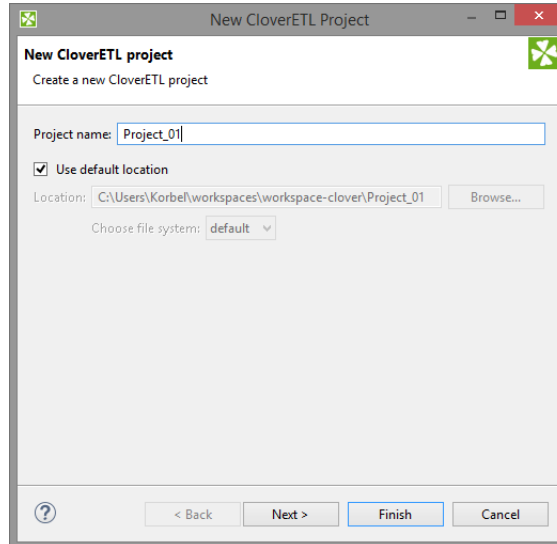 New CloverETL Project
New CloverETL project
Create a new CloverETL project
Project name: Project_01
Use default location
Location: C:\Users\Korbel\workspaces\workspace-clover\Project_01 Browse...
Choose file system: default
? < Back Next > Finish Cancel